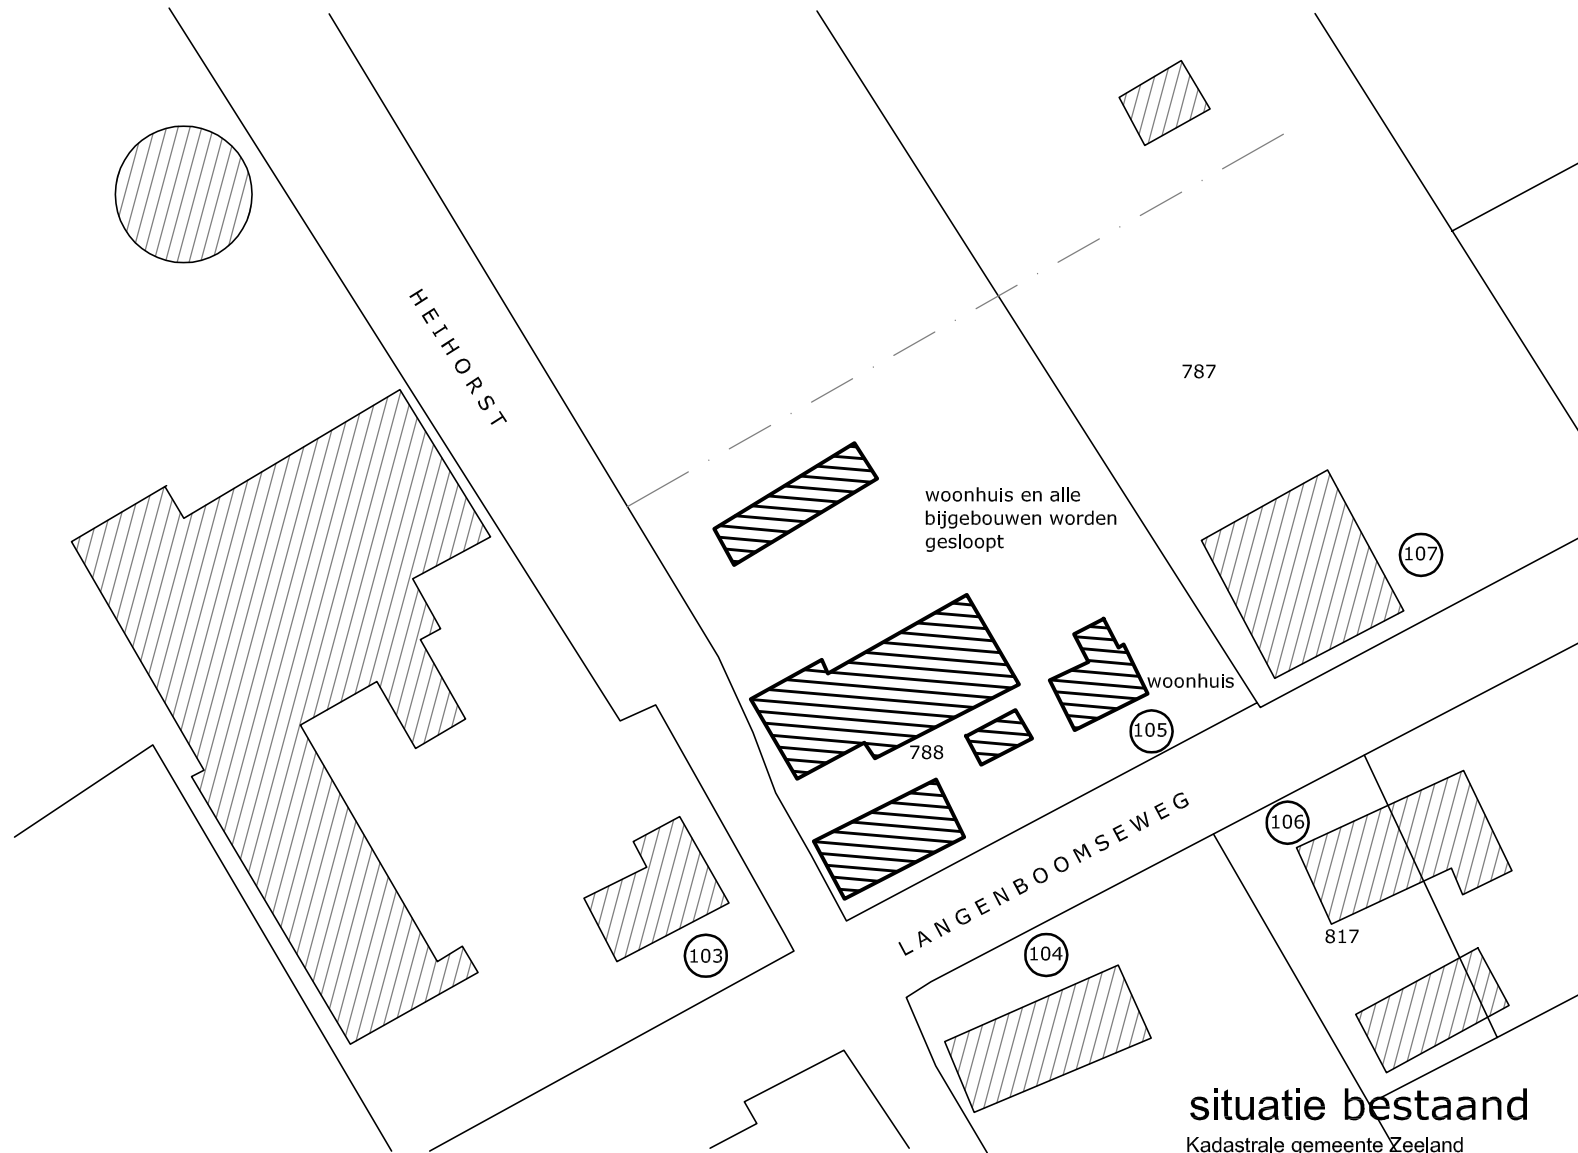 HEIHORST
787
woonhuis en alle
bijgebouwen worden
gesloopt
107
woonhuis
105
788
LANGENBOOMSEWEG
106
817
103
104
situatie bestaand
Kadastrale gemeente Zeeland